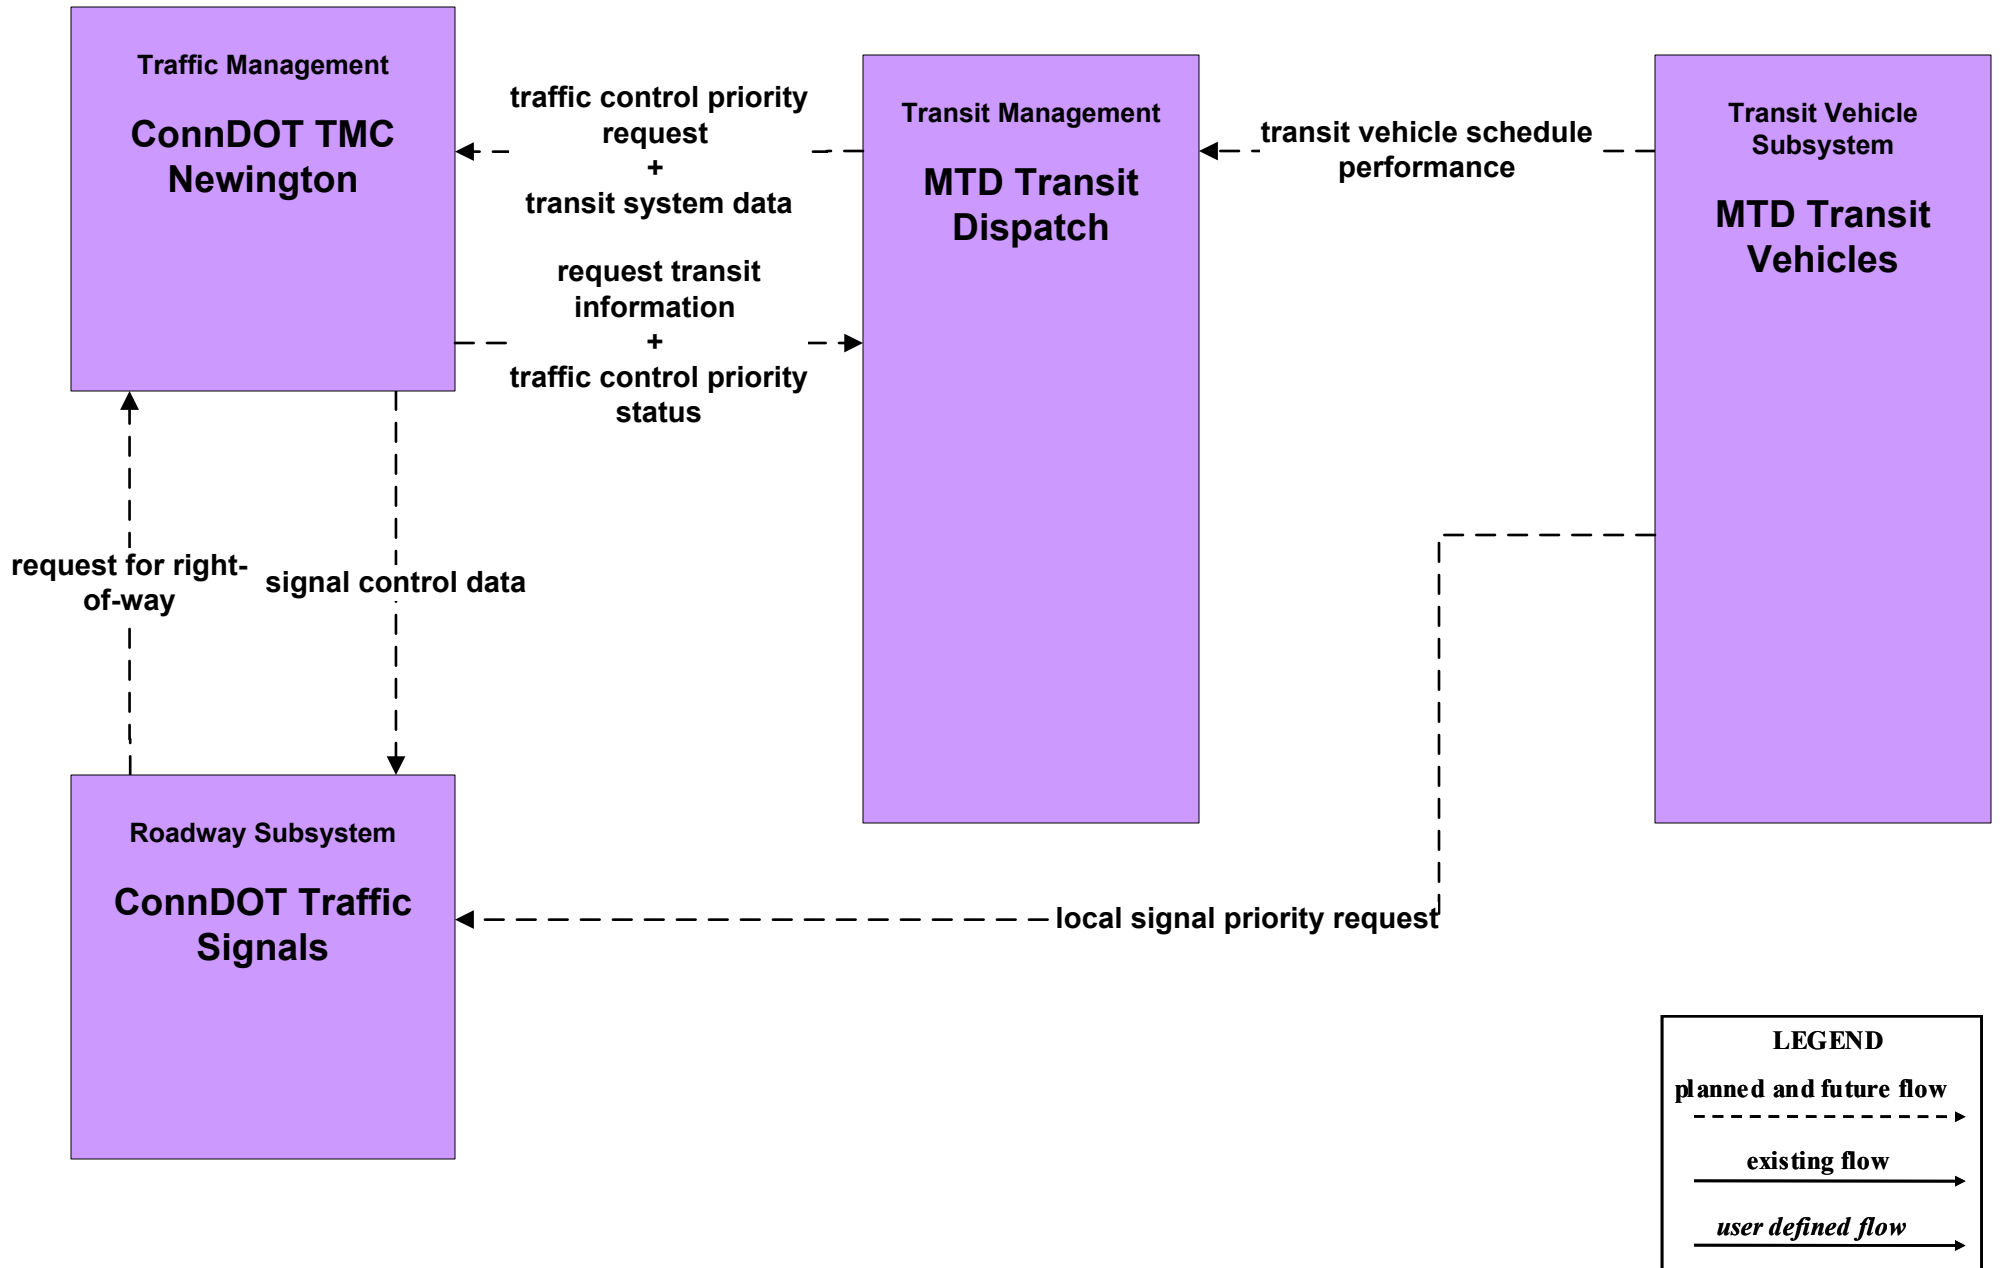 Traffic Management
ConnDOT TMC
Newington
traffic control priority
request
+
transit system data
request transit
information
+
traffic control priority
status
Transit Management
MTD Transit
Dispatch
transit vehicle schedule
performance
Transit Vehicle
Subsystem
MTD Transit
Vehicles
request for right-
of-way
signal control data
Roadway Subsystem
ConnDOT Traffic
Signals
local signal priority request
LEGEND
planned and future flow
existing flow
user defined flow